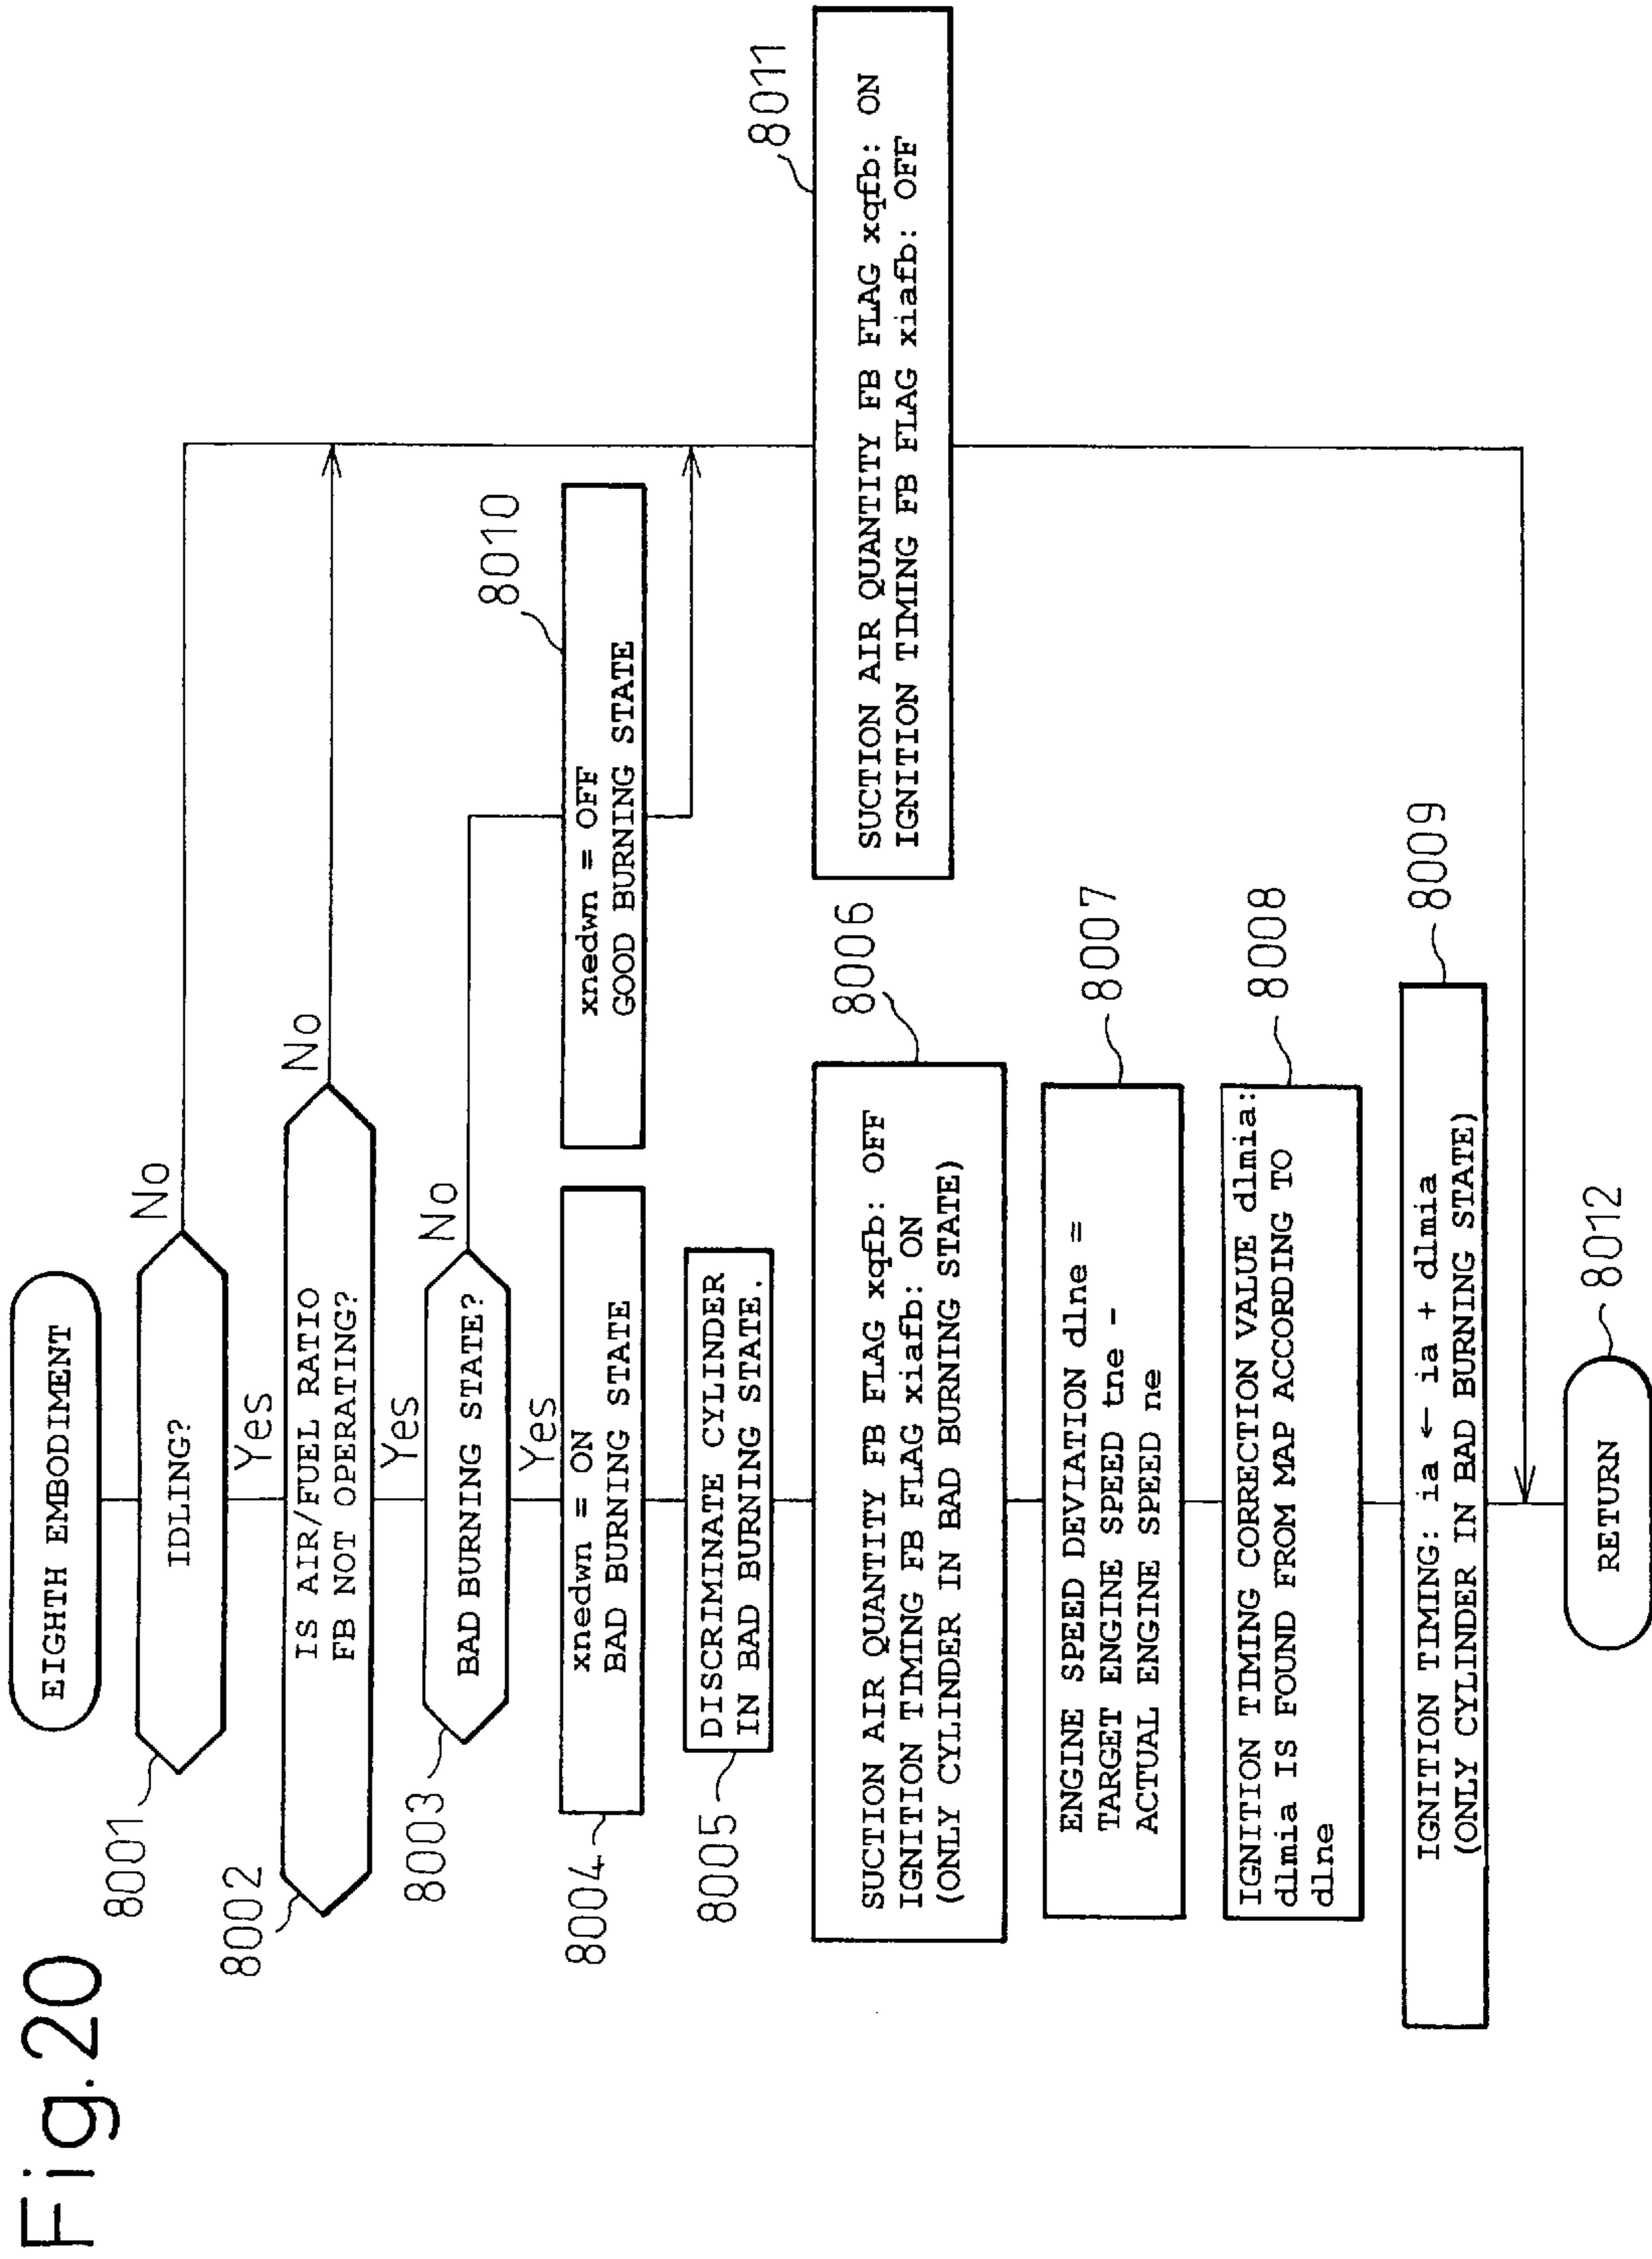 Fig.20
EIGHTH EMBODIMENT
8001
IDLING?
No
Yes
8002
IS AIR/FUEL RATIO
FB NOT OPERATING?
No
Yes
8003
BAD BURNING STATE?
No
Yes
8004
xnedwn = ON
BAD BURNING STATE
8010
xnedwn = OFF
GOOD BURNING STATE
8005
DISCRIMINATE CYLINDER
IN BAD BURNING STATE.
8006
SUCTION AIR QUANTITY FB FLAG xqfb: OFF
IGNITION TIMING FB FLAG xiafb: ON
(ONLY CYLINDER IN BAD BURNING STATE)
8011
SUCTION AIR QUANTITY FB FLAG xqfb: ON
IGNITION TIMING FB FLAG xiafb: OFF
8007
ENGINE SPEED DEVIATION dlne =
TARGET ENGINE SPEED tne -
ACTUAL ENGINE SPEED ne
8008
IGNITION TIMING CORRECTION VALUE dlmia:
dlmia IS FOUND FROM MAP ACCORDING TO
dlne
8009
IGNITION TIMING: ia ← ia + dlmia
(ONLY CYLINDER IN BAD BURNING STATE)
8012
RETURN